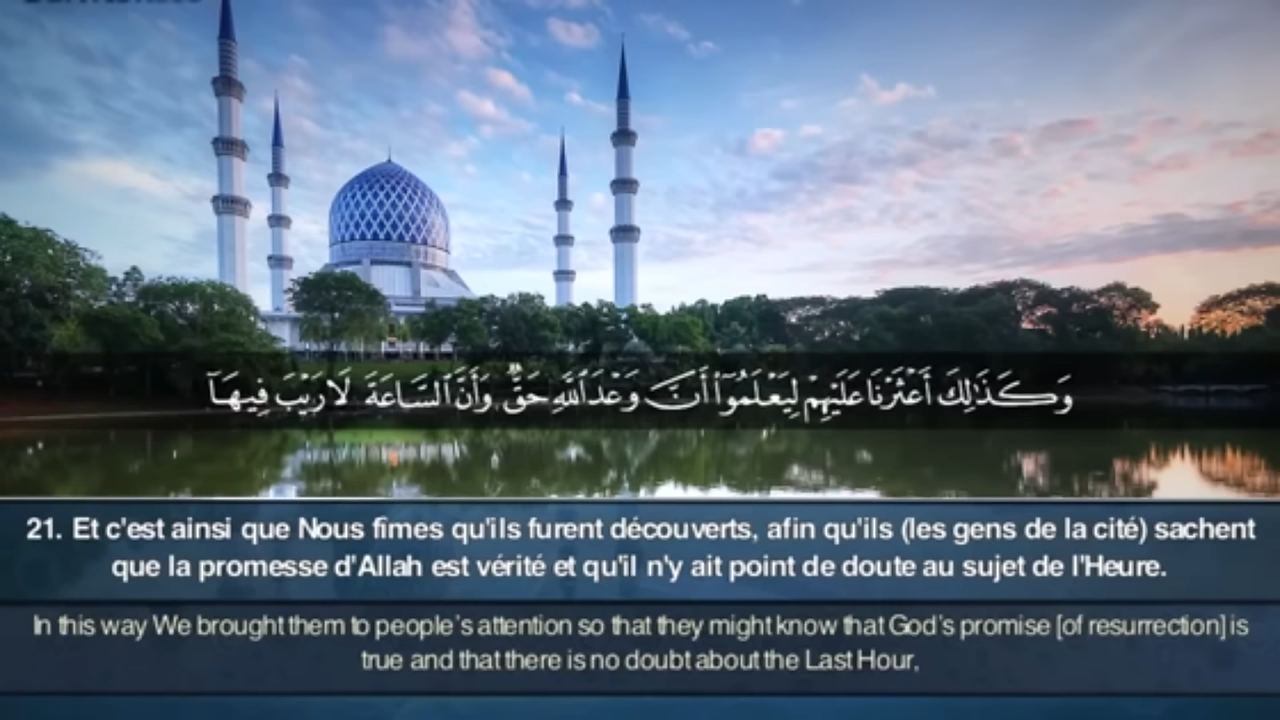 وَكَذَٰلِكَ أَعْثَرْنَا عَلَيْهِمْ لِيَعْلَمُوٓا۟ أَنَّ وَعْدَ ٱللَّهِ حَقٌّ وَأَنَّ ٱلسَّاعَةَ لَا رَيْبَ فِيهَآ
21. Et c'est ainsi que Nous fîmes qu'ils furent découverts, afin qu'ils (les gens de la cité) sachent
que la promesse d'Allah est vérité et qu'il n'y ait point de doute au sujet de l'Heure.
In this way We brought them to people's attention so that they might know that God's promise [of resurrection] is
true and that there is no doubt about the Last Hour,